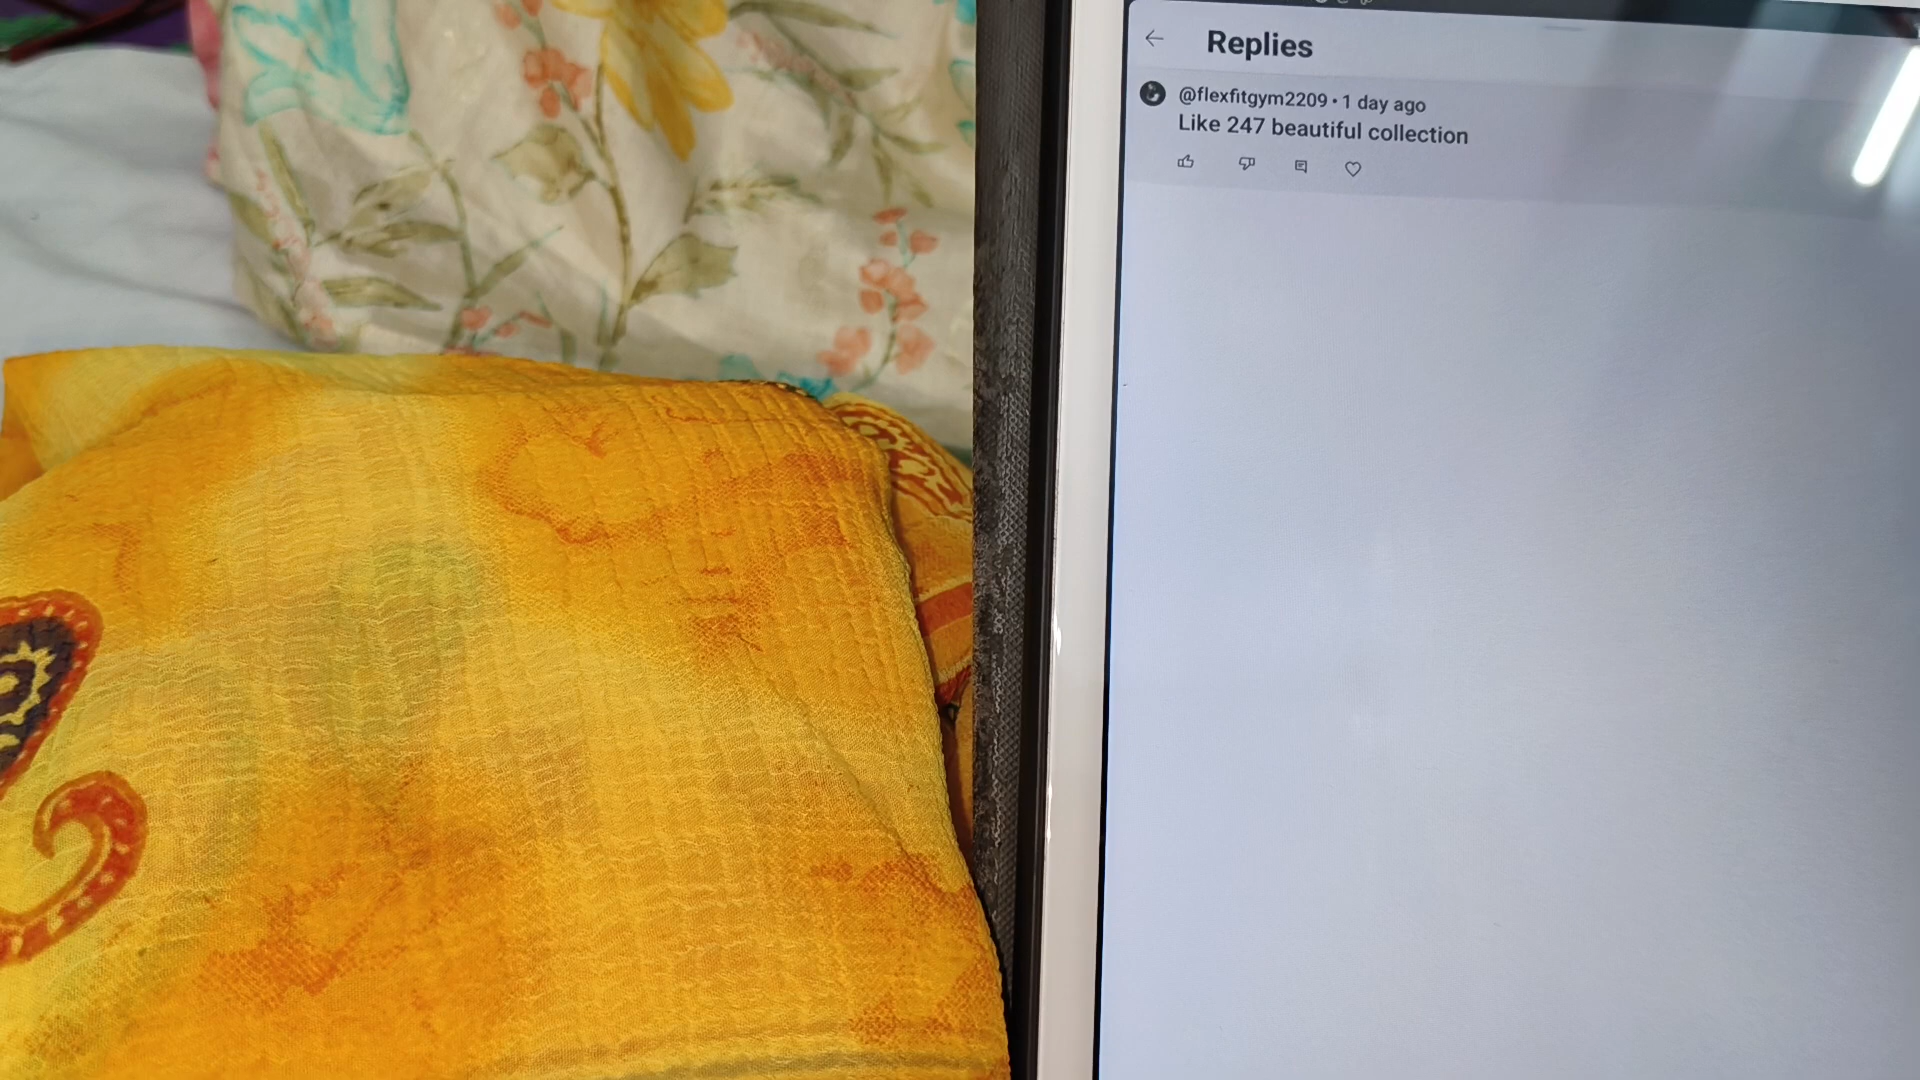 Replies
@flexfitgym2209 • 1 day ago
Like 247 beautiful collection